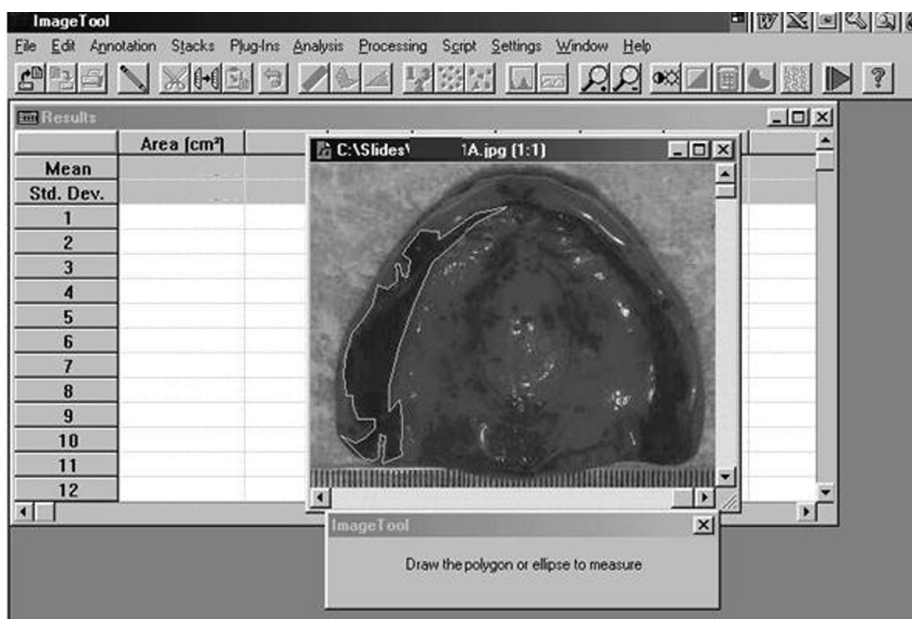 ImageTool
File Edit Annotation Stacks Plug-Ins Analysis Processing Script Settings Window Help
Results
Area (cm²)
Mean
Std. Dev.
1
2
3
4
5
6
7
8
9
10
11
12
C:\Slides\ 1A.jpg (1:1)
ImageTool
Draw the polygon or ellipse to measure